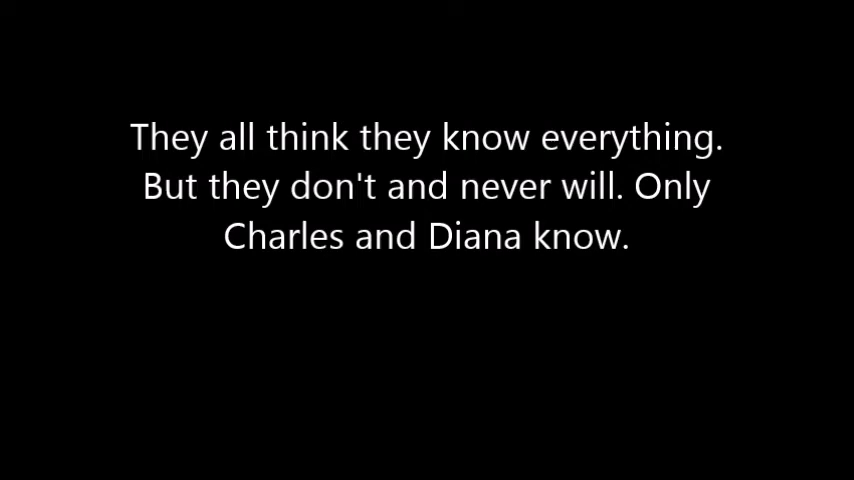 They all think they know everything.
But they don't and never will. Only
Charles and Diana know.